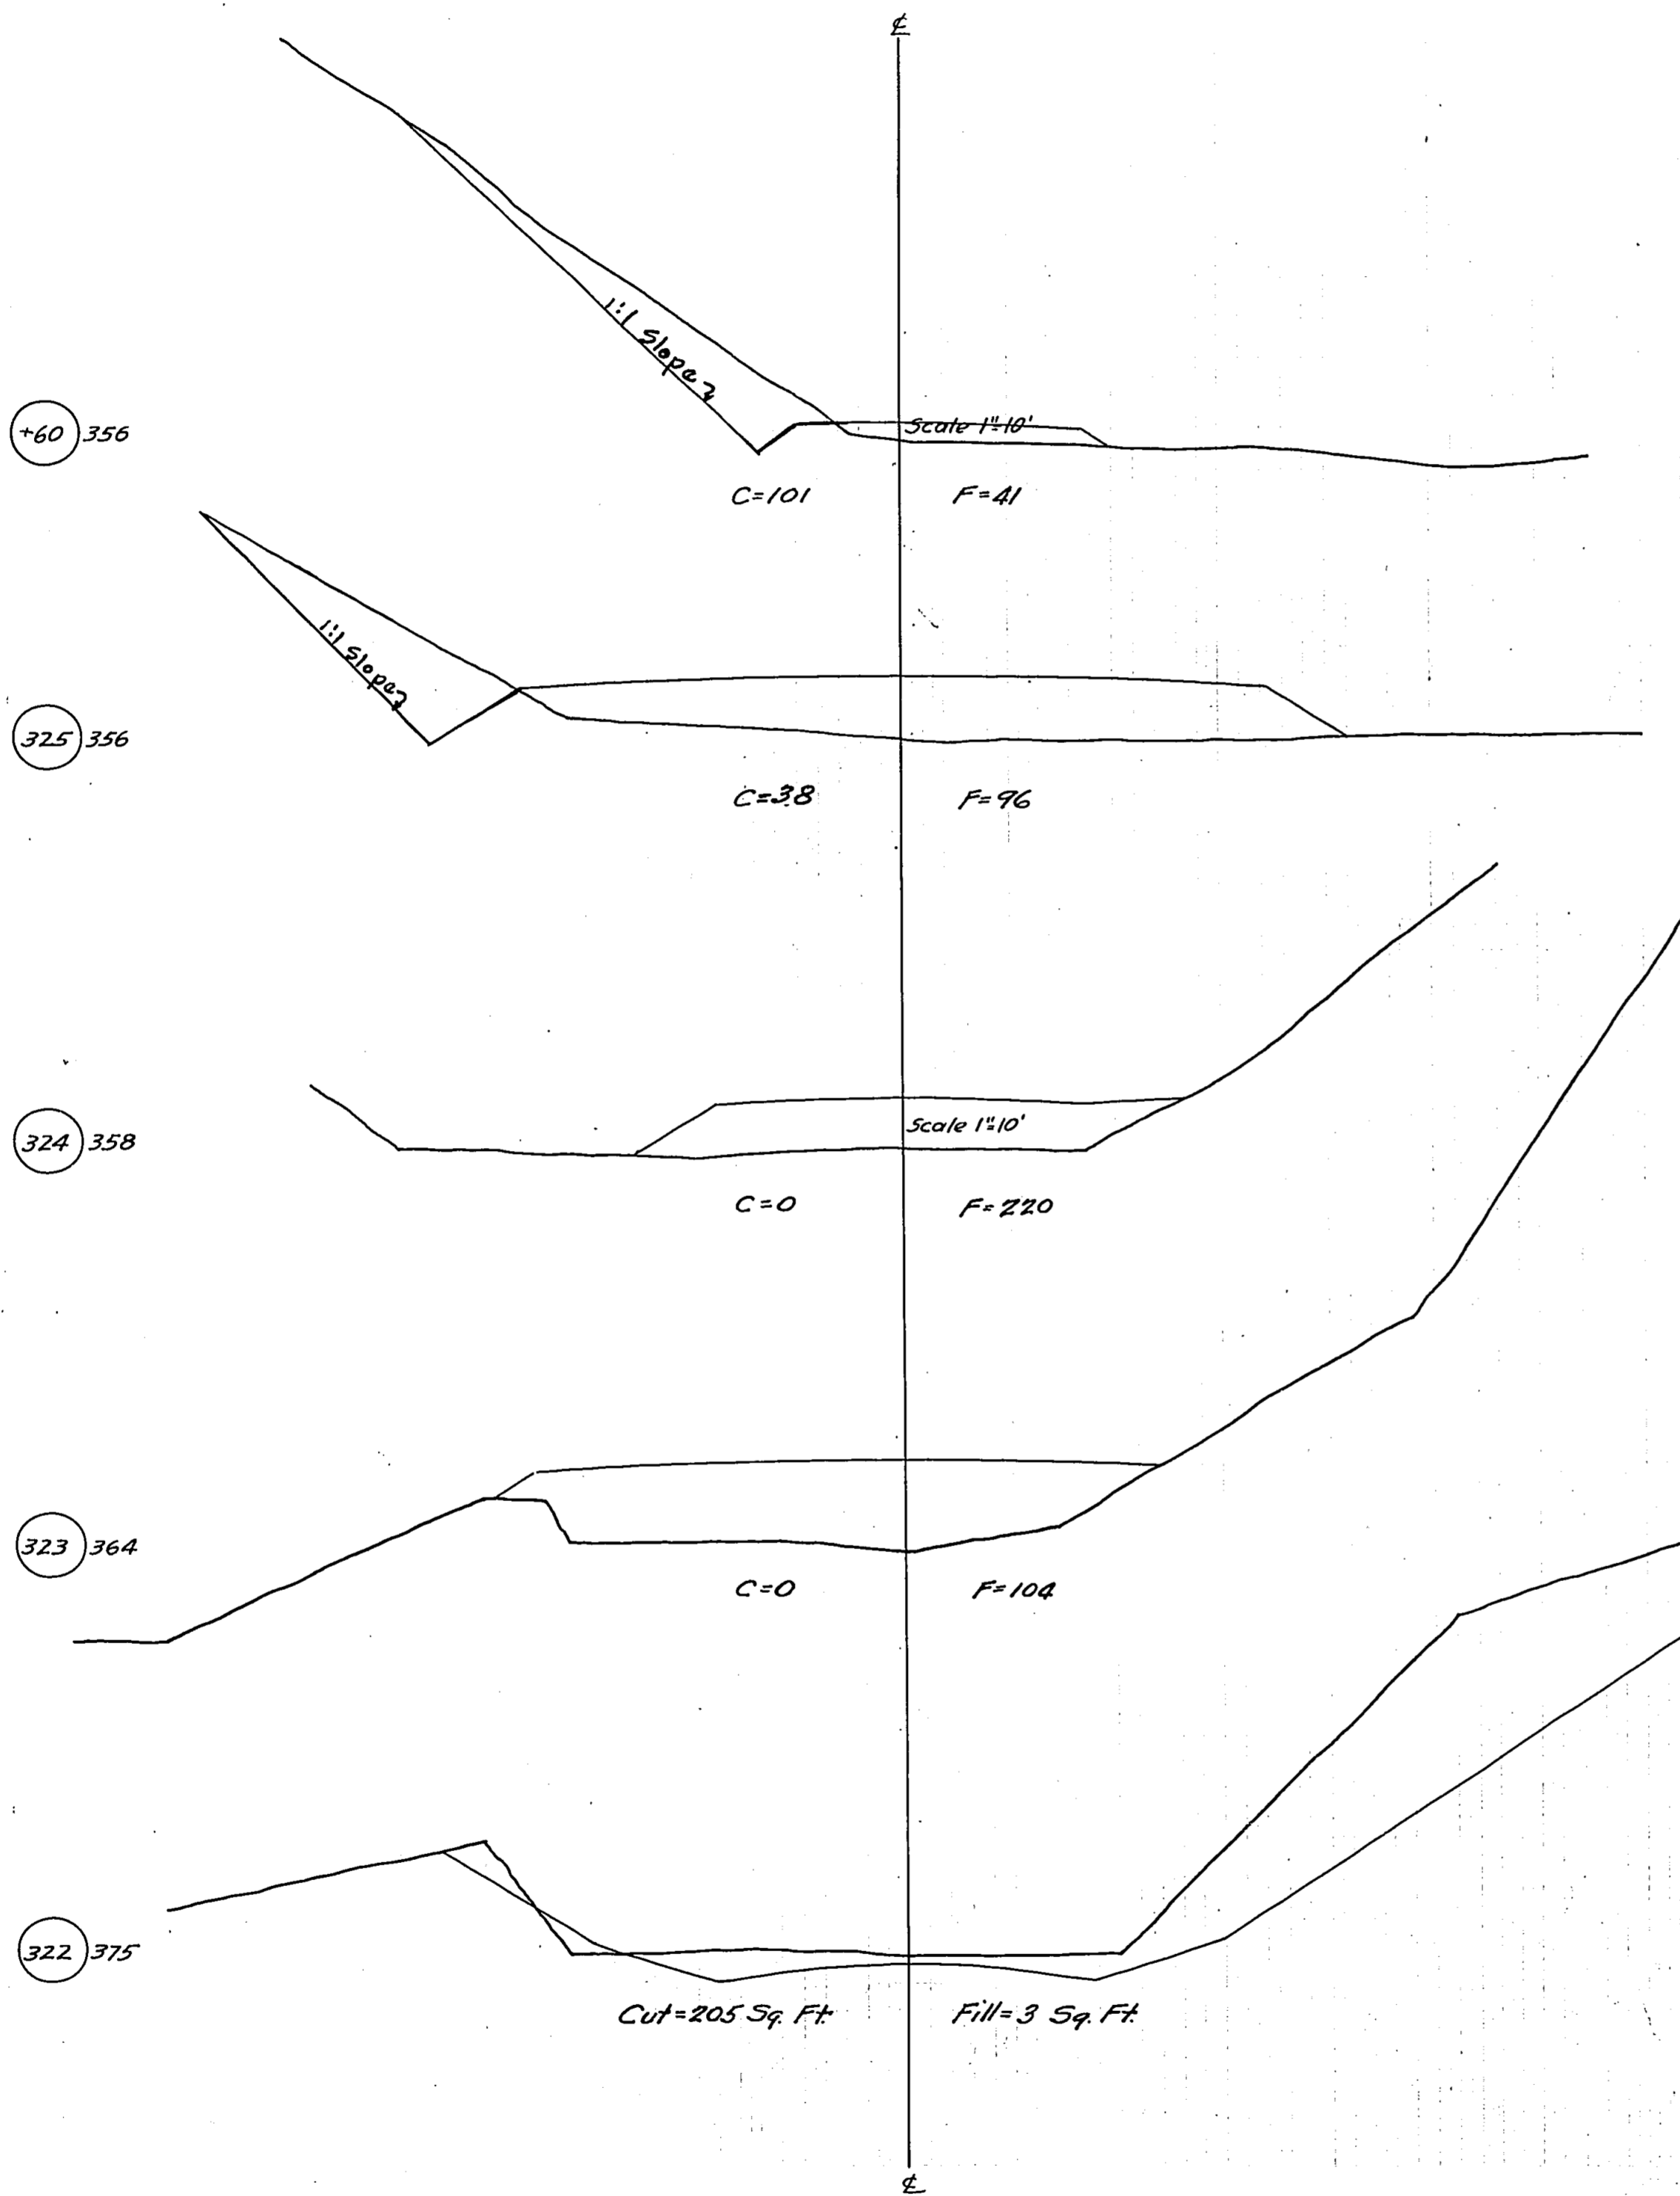 ℄
1:1 Slope
+60 356
Scale 1"=10'
C=101 F=41
1:1 Slope
325 356
C=38 F=96
324 358
Scale 1"=10'
C=0 F=220
323 364
C=0 F=104
322 375
Cut=205 Sq. Ft. Fill=3 Sq. Ft.
℄